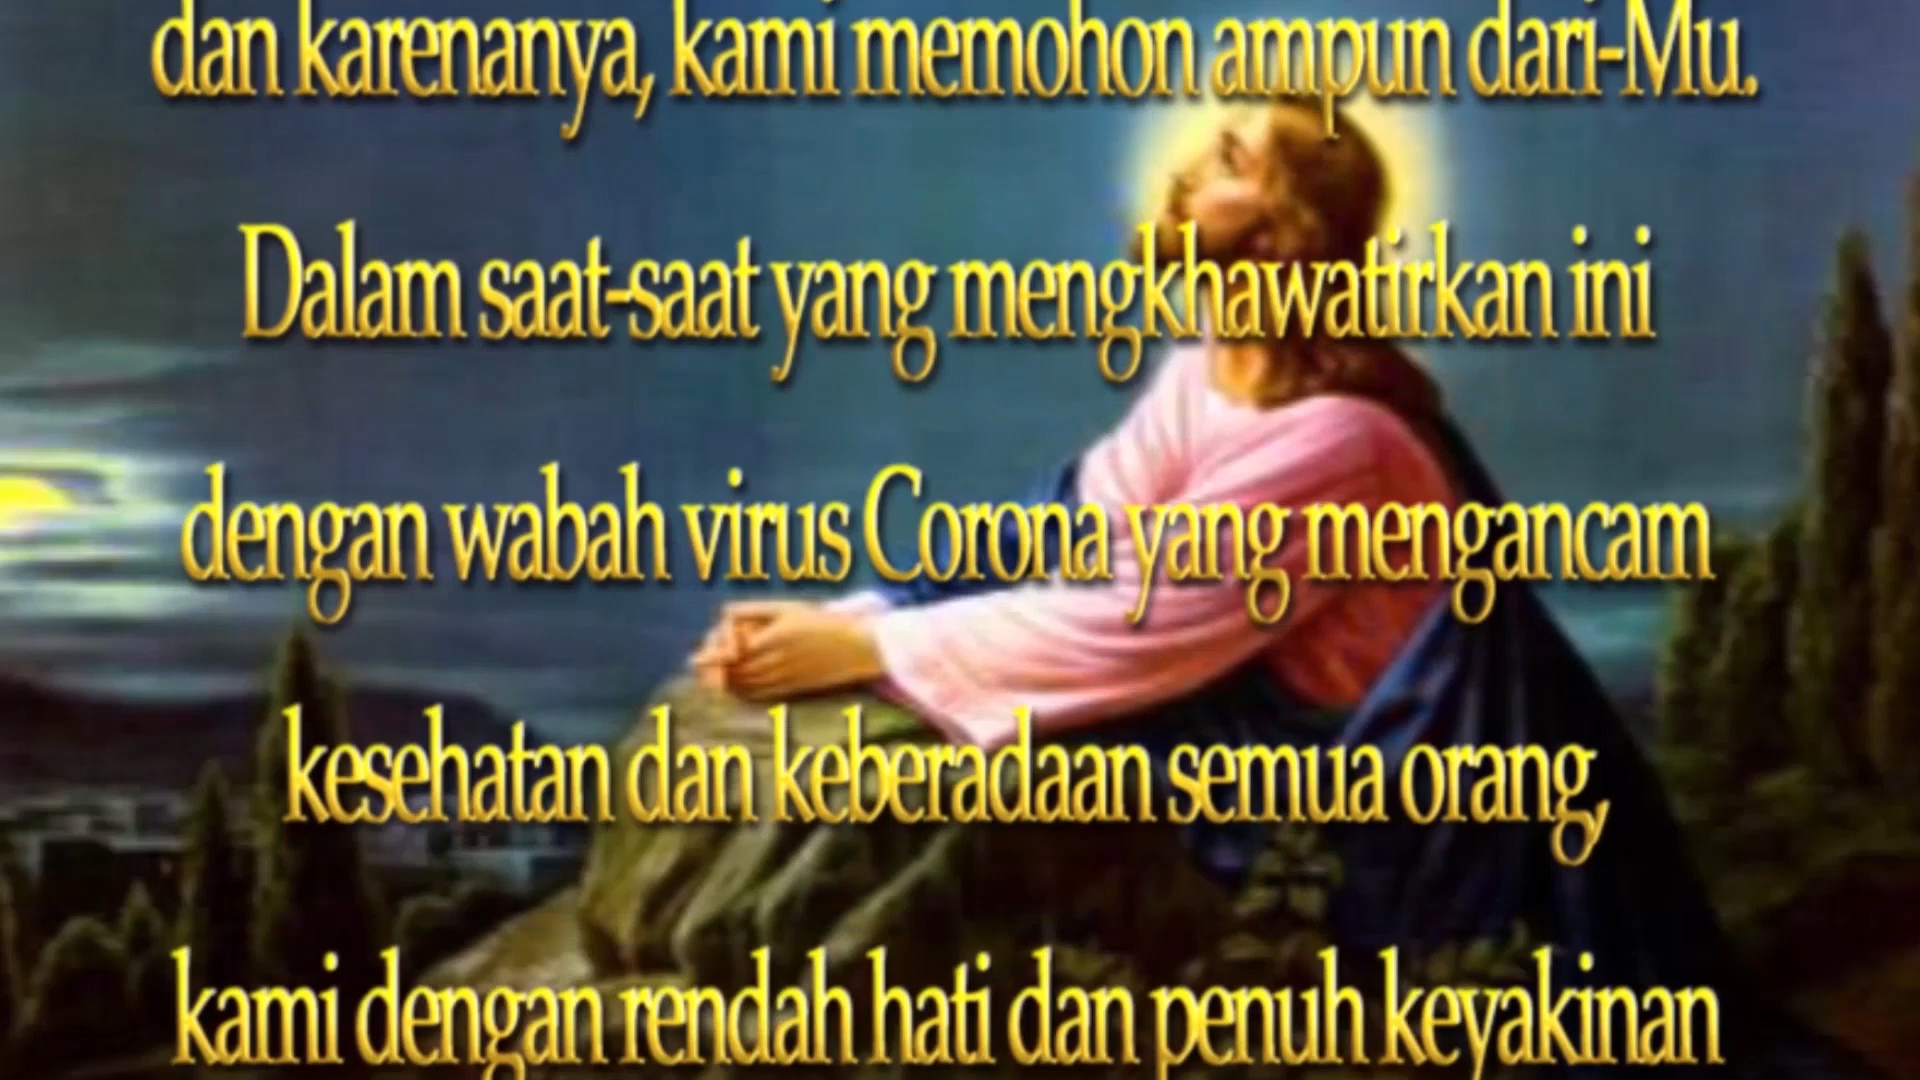 dan karenanya, kami memohon ampun dari-Mu.
Dalam saat-saat yang mengkhawatirkan ini
dengan wabah virus Corona yang mengancam
kesehatan dan keberadaan semua orang,
kami dengan rendah hati dan penuh keyakinan